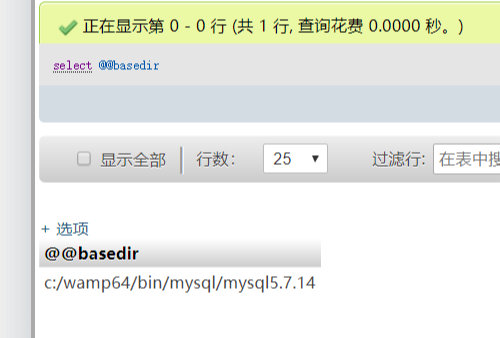 正在显示第 0 - 0 行 (共 1 行, 查询花费 0.0000 秒。)
select @@basedir
显示全部 行数： 25 过滤行: 在表中搜
+ 选项
@@basedir
c:/wamp64/bin/mysql/mysql5.7.14